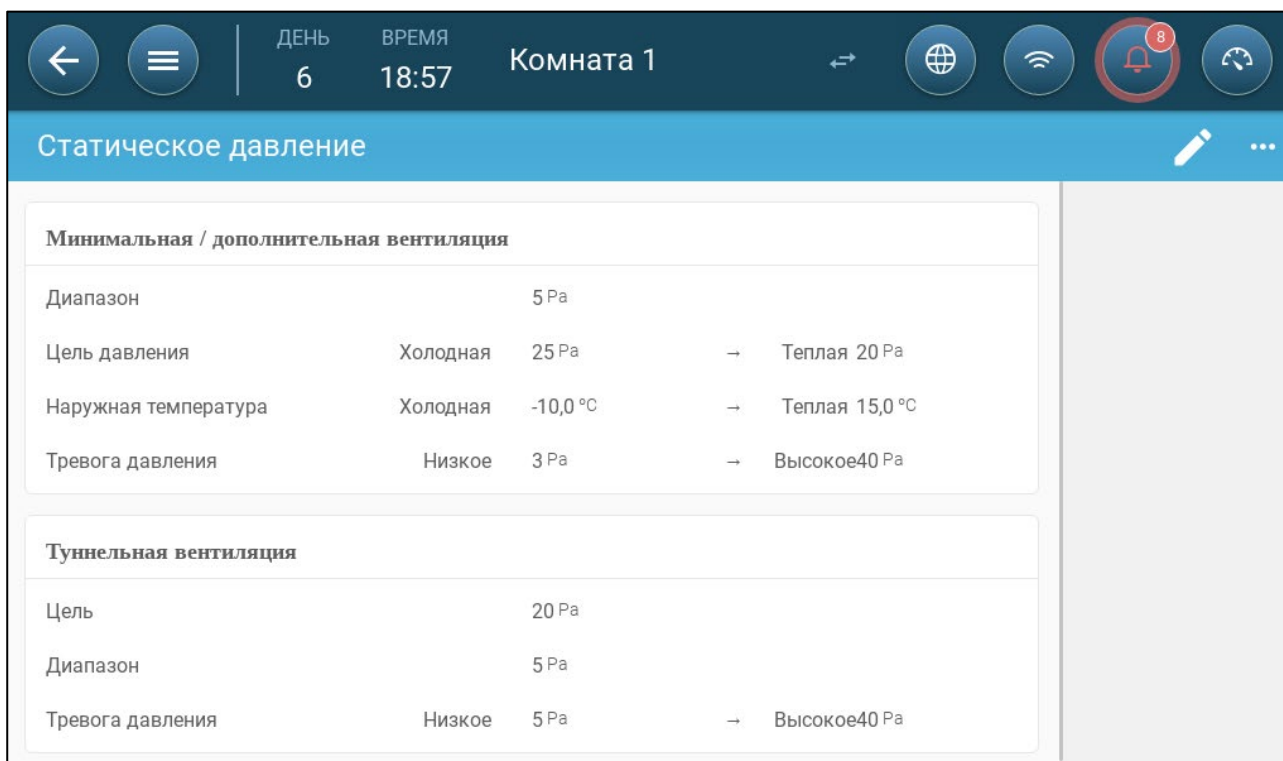 ДЕНЬ ВРЕМЯ
6 18:57 Комната 1 8
Статическое давление
Минимальная / дополнительная вентиляция
Диапазон 5 Pa
Цель давления Холодная 25 Pa → Теплая 20 Pa
Наружная температура Холодная -10,0 ºC → Теплая 15,0 ºC
Тревога давления Низкое 3 Pa → Высокое40 Pa
Туннельная вентиляция
Цель 20 Pa
Диапазон 5 Pa
Тревога давления Низкое 5 Pa → Высокое40 Pa